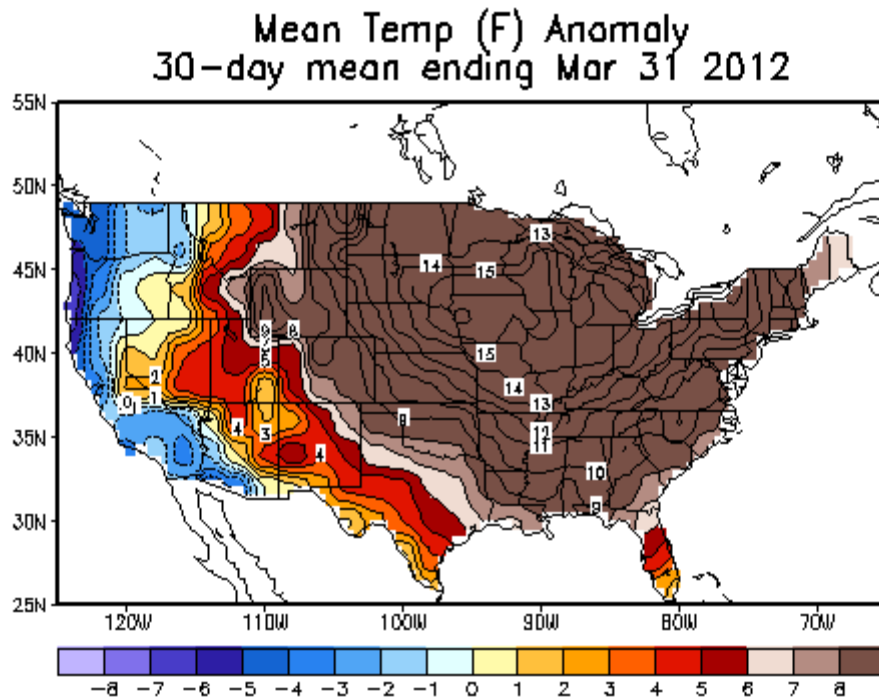 Mean Temp (F) Anomaly
30-day mean ending Mar 31 2012
55N
50N
13
14
15
45N
9
8
5
40N
15
2
14
0
1
13
8
4
12
35N
3
11
4
10
9
30N
25N
120W 110W 100W 90W 80W 70W
-8 -7 -6 -5 -4 -3 -2 -1 0 1 2 3 4 5 6 7 8